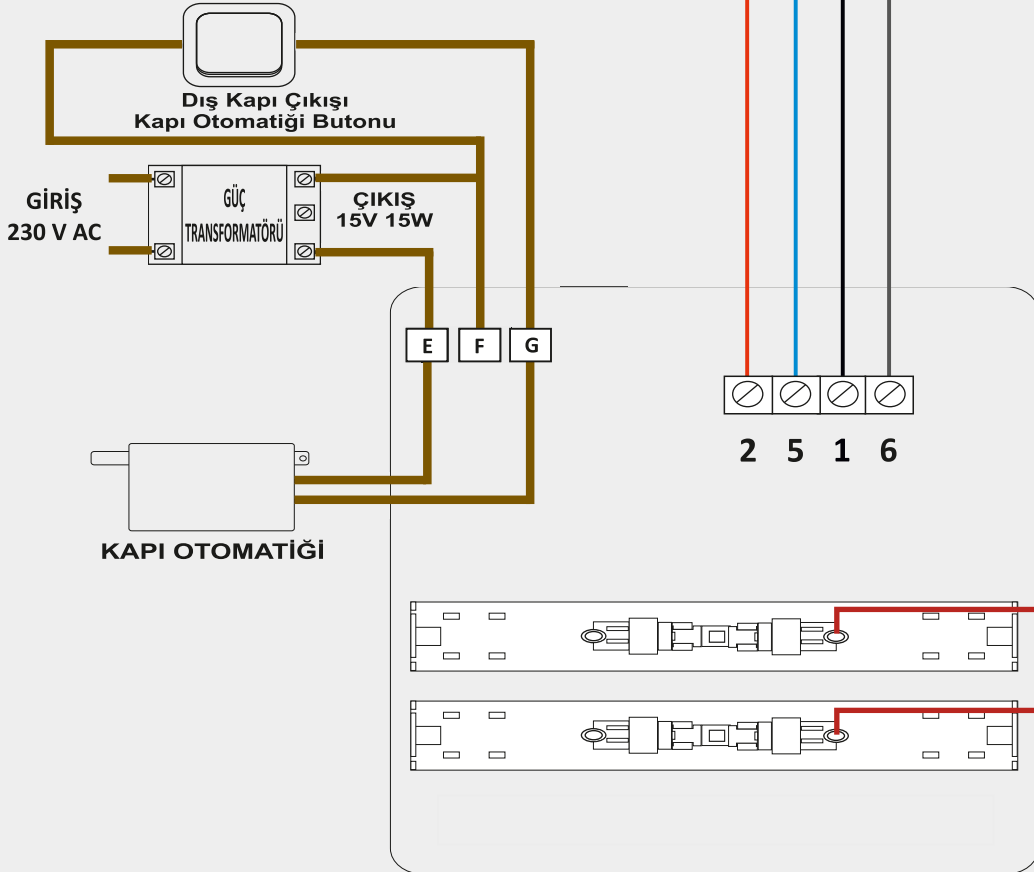 Dış Kapı Çıkışı
Kapı Otomatiği Butonu
GİRİŞ
230 V AC
GÜÇ
TRANSFORMATÖRÜ
ÇIKIŞ
15V 15W
E F G
2 5 1 6
KAPI OTOMATİĞİ